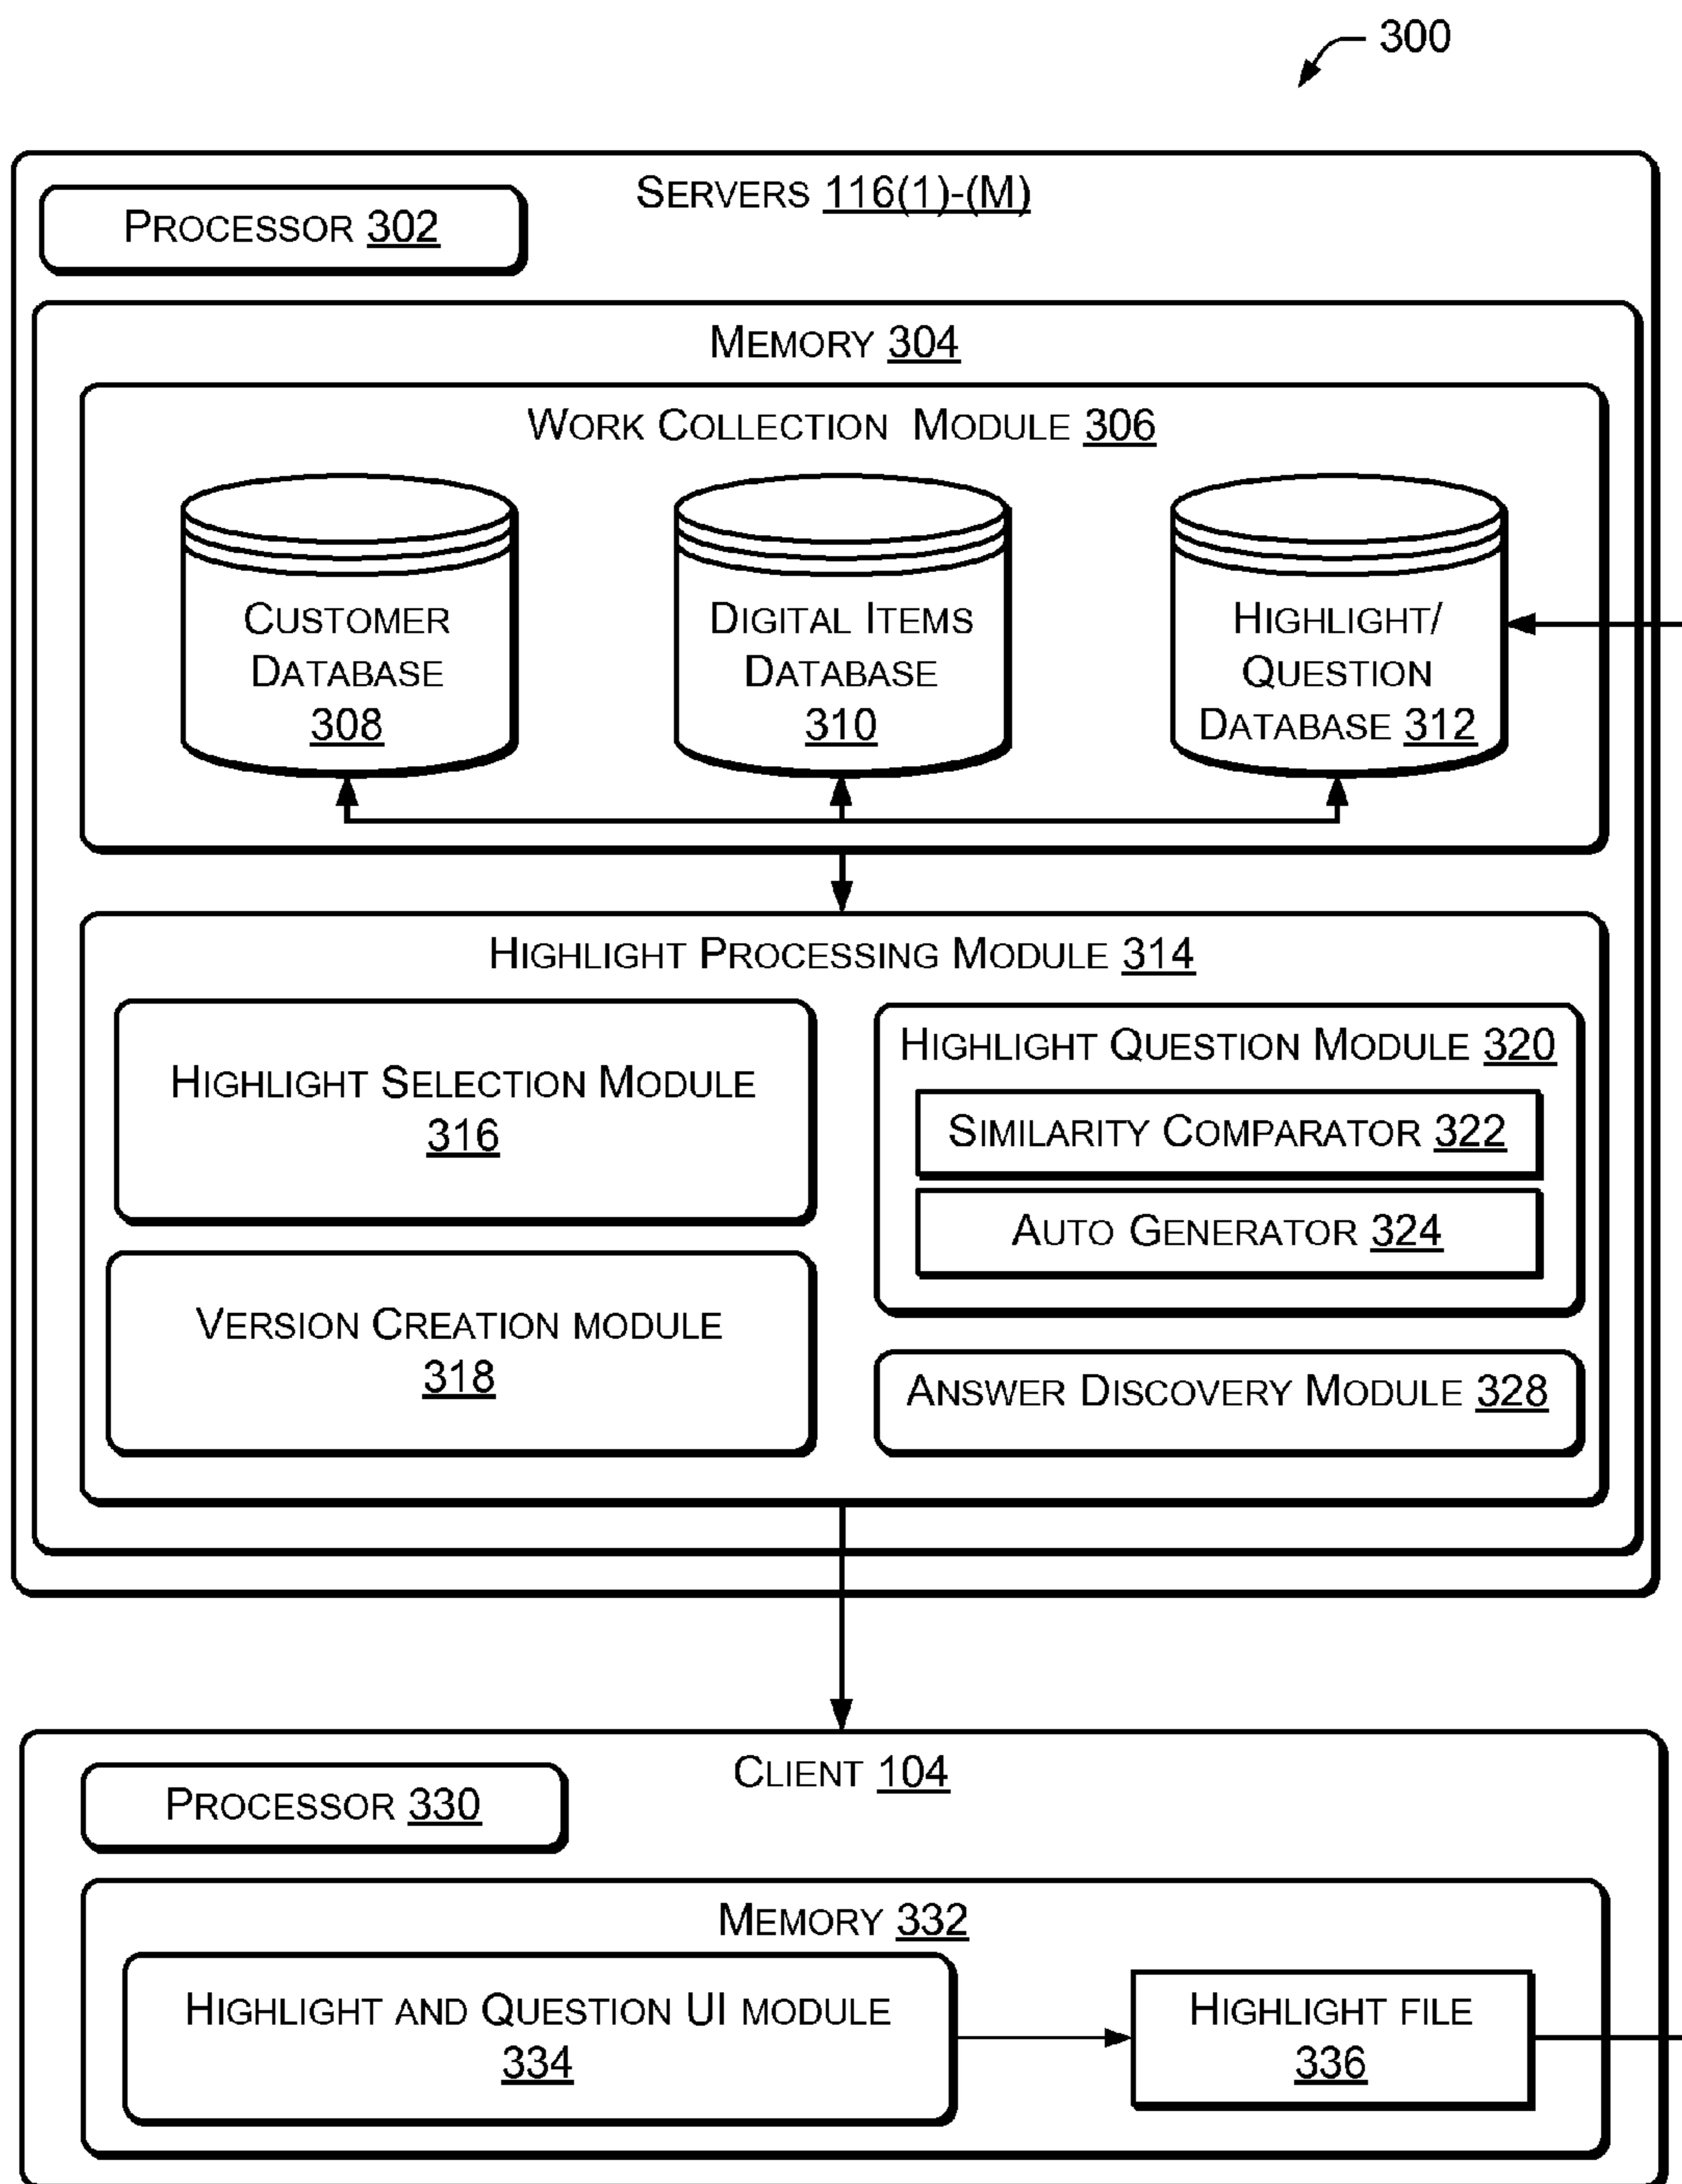 300
SERVERS 116(1)-(M)
PROCESSOR 302
MEMORY 304
WORK COLLECTION MODULE 306
CUSTOMER
DATABASE
308
DIGITAL ITEMS
DATABASE
310
HIGHLIGHT/
QUESTION
DATABASE 312
HIGHLIGHT PROCESSING MODULE 314
HIGHLIGHT SELECTION MODULE
316
VERSION CREATION MODULE
318
HIGHLIGHT QUESTION MODULE 320
SIMILARITY COMPARATOR 322
AUTO GENERATOR 324
ANSWER DISCOVERY MODULE 328
CLIENT 104
PROCESSOR 330
MEMORY 332
HIGHLIGHT AND QUESTION UI MODULE
334
HIGHLIGHT FILE
336